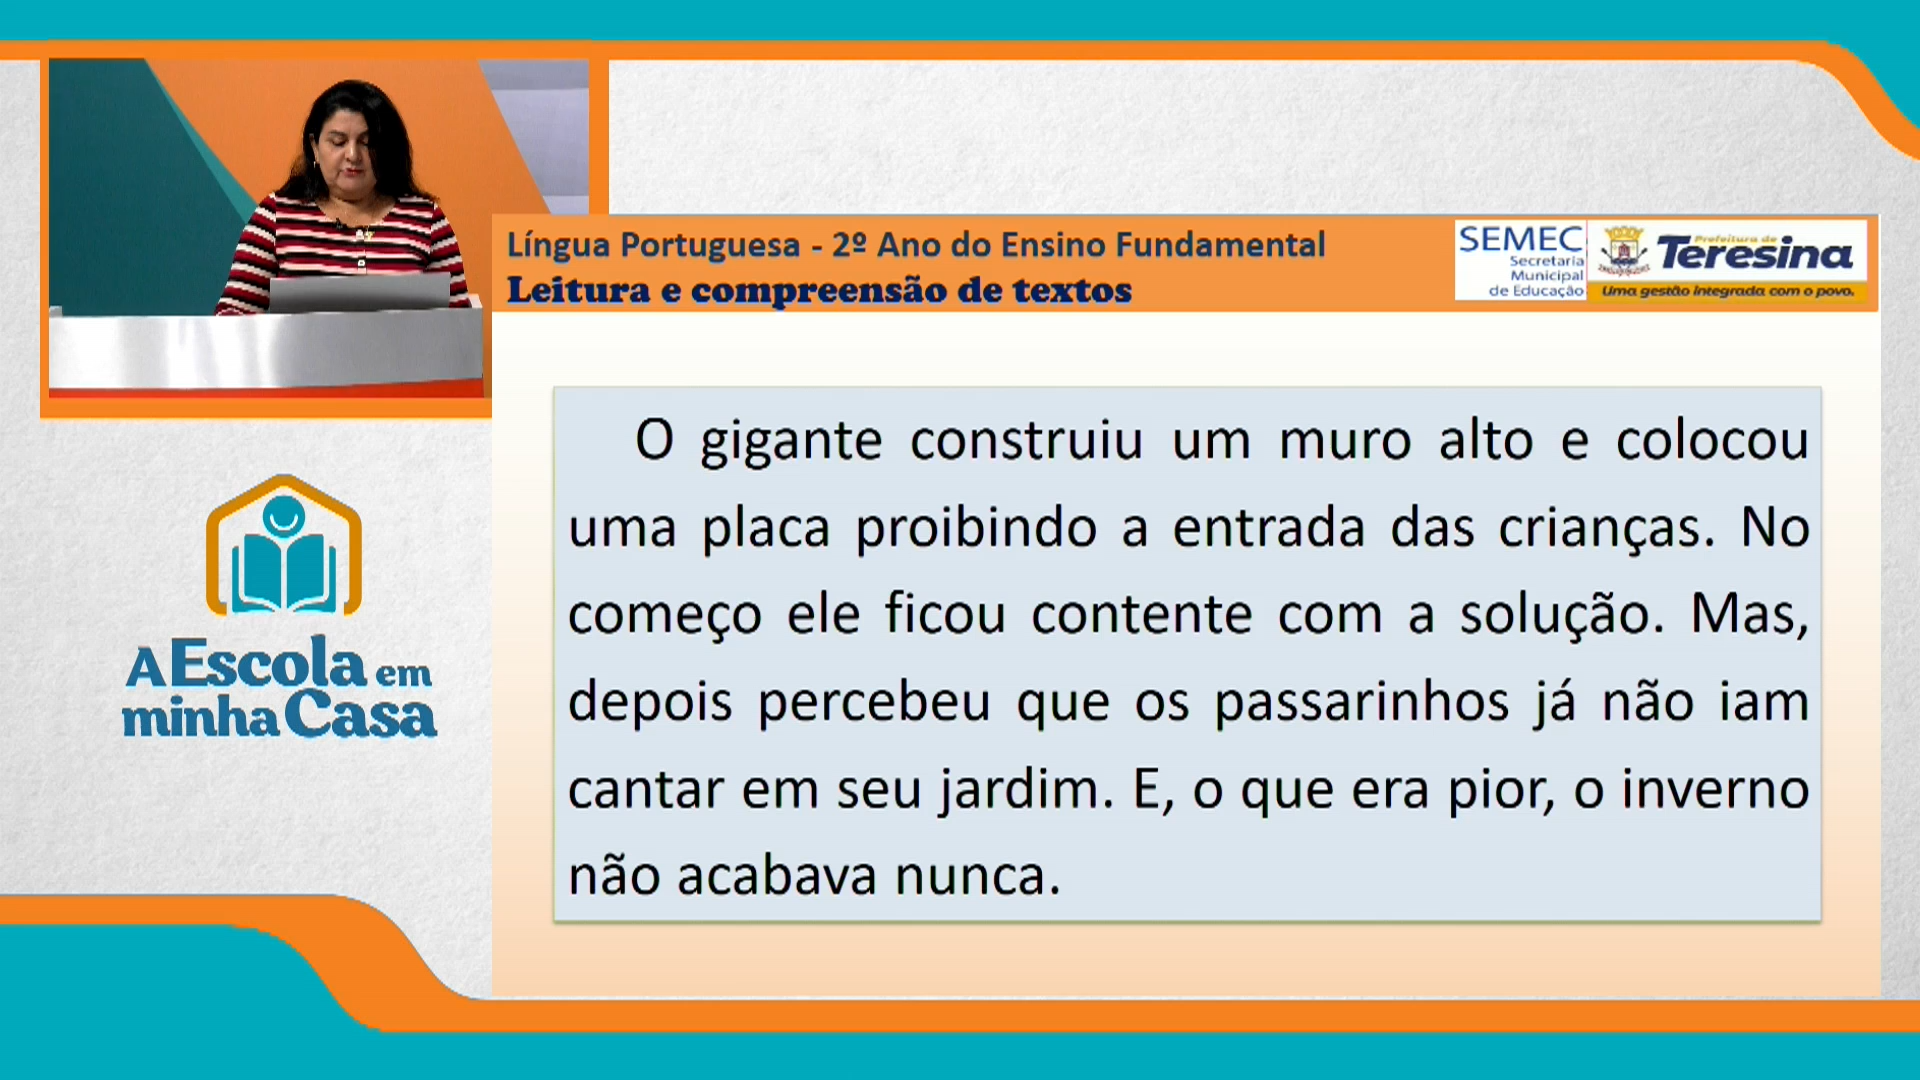 Língua Portuguesa - 2º Ano do Ensino Fundamental
Leitura e compreensão de textos
SEMEC
Secretaria
Municipal
de Educação
Prefeitura de
Teresina
Uma gestão integrada com o povo.
O gigante construiu um muro alto e colocou
uma placa proibindo a entrada das crianças. No
começo ele ficou contente com a solução. Mas,
depois percebeu que os passarinhos já não iam
cantar em seu jardim. E, o que era pior, o inverno
não acabava nunca.
A Escola em
minha Casa